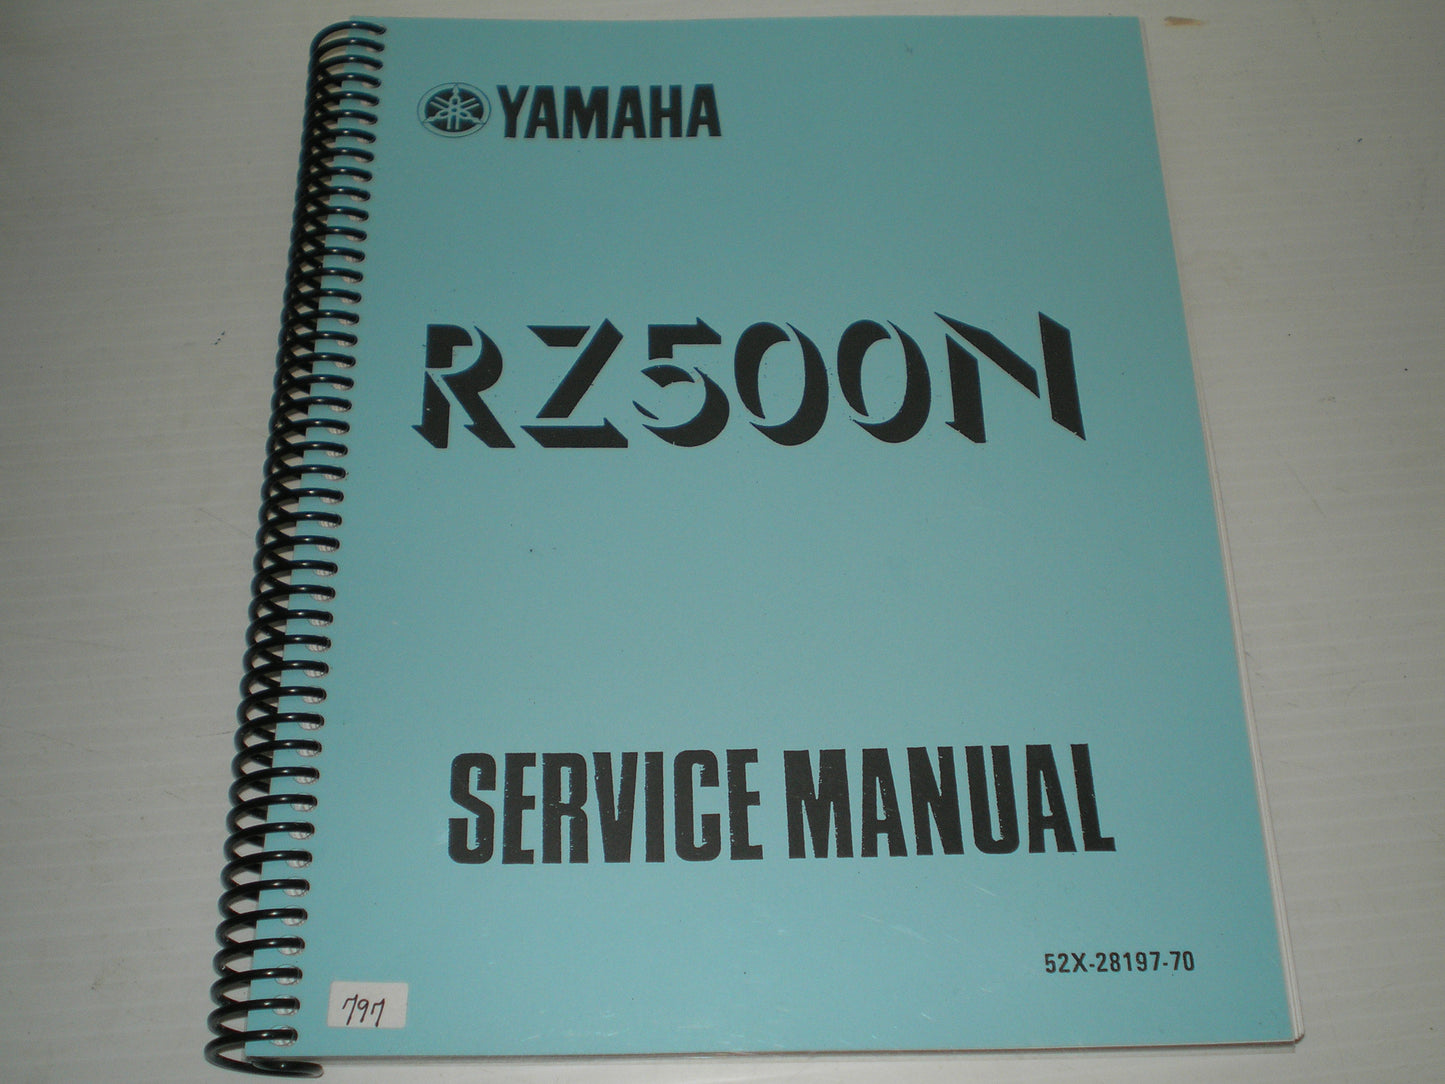 YAMAHA
RZ500N
SERVICE MANUAL
52X-28197-70
797